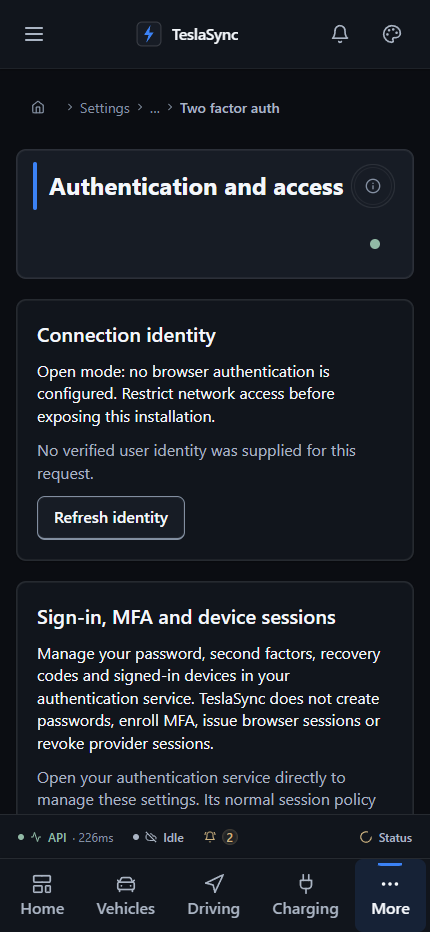 TeslaSync
Settings
...
Two factor auth
Authentication and access
Connection identity
Open mode: no browser authentication is
configured. Restrict network access before
exposing this installation.
No verified user identity was supplied for this
request.
Refresh identity
Sign-in, MFA and device sessions
Manage your password, second factors, recovery
codes and signed-in devices in your
authentication service. TeslaSync does not create
passwords, enroll MFA, issue browser sessions or
revoke provider sessions.
Open your authentication service directly to
manage these settings. Its normal session policy
API · 226ms
Idle
2
Status
Home
Vehicles
Driving
Charging
More